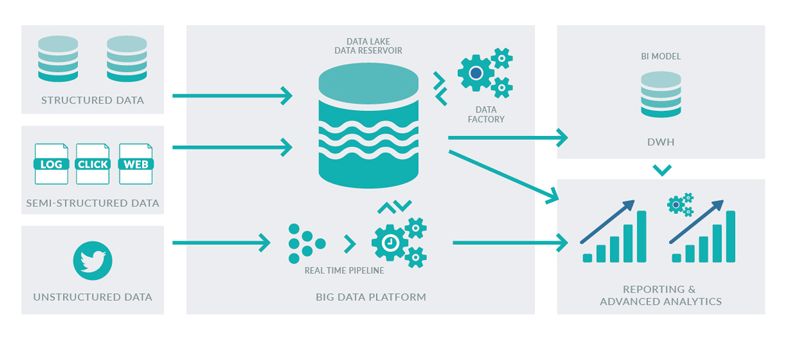 STRUCTURED DATA
LOG
CLICK
WEB
SEMI-STRUCTURED DATA
UNSTRUCTURED DATA
DATA LAKE
DATA RESERVOIR
DATA
FACTORY
REAL TIME PIPELINE
BIG DATA PLATFORM
BI MODEL
DWH
REPORTING &
ADVANCED ANALYTICS